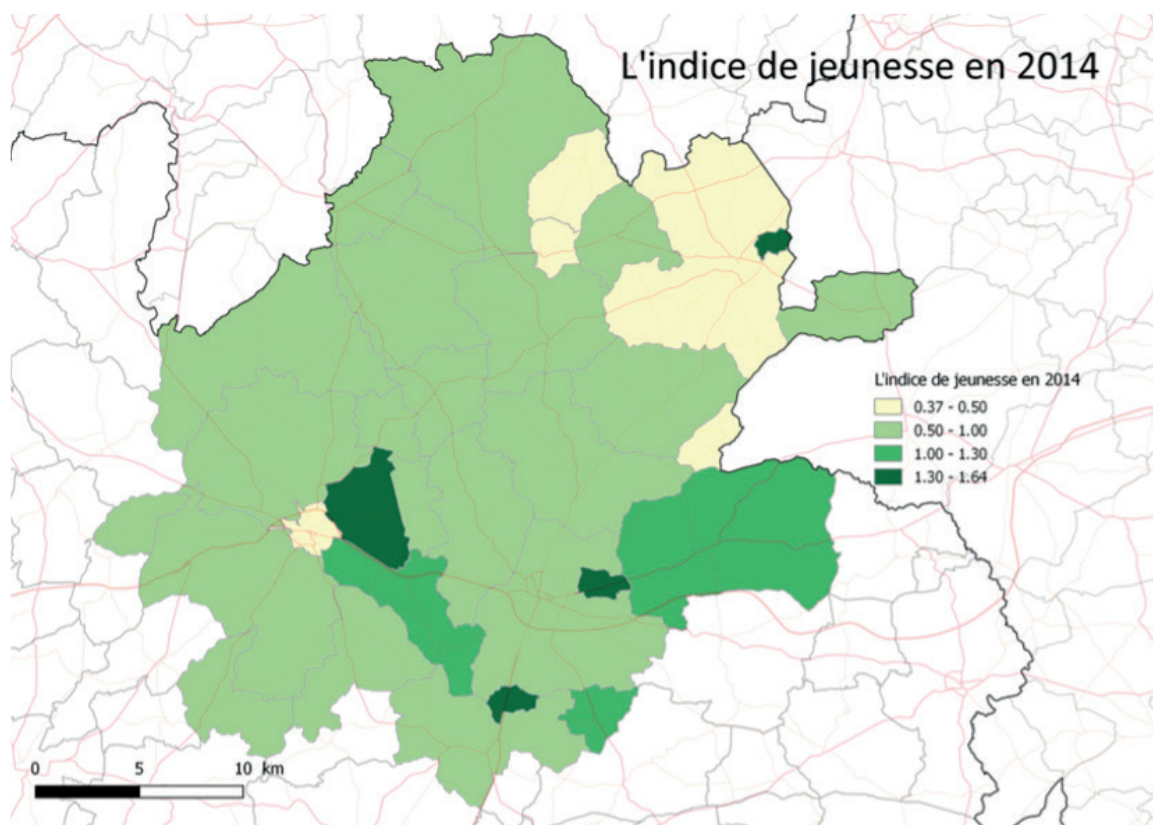 L'indice de jeunesse en 2014
L'indice de jeunesse en 2014
0.37 - 0.50
0.50 - 1.00
1.00 - 1.30
1.30 - 1:64
0 5 10 km